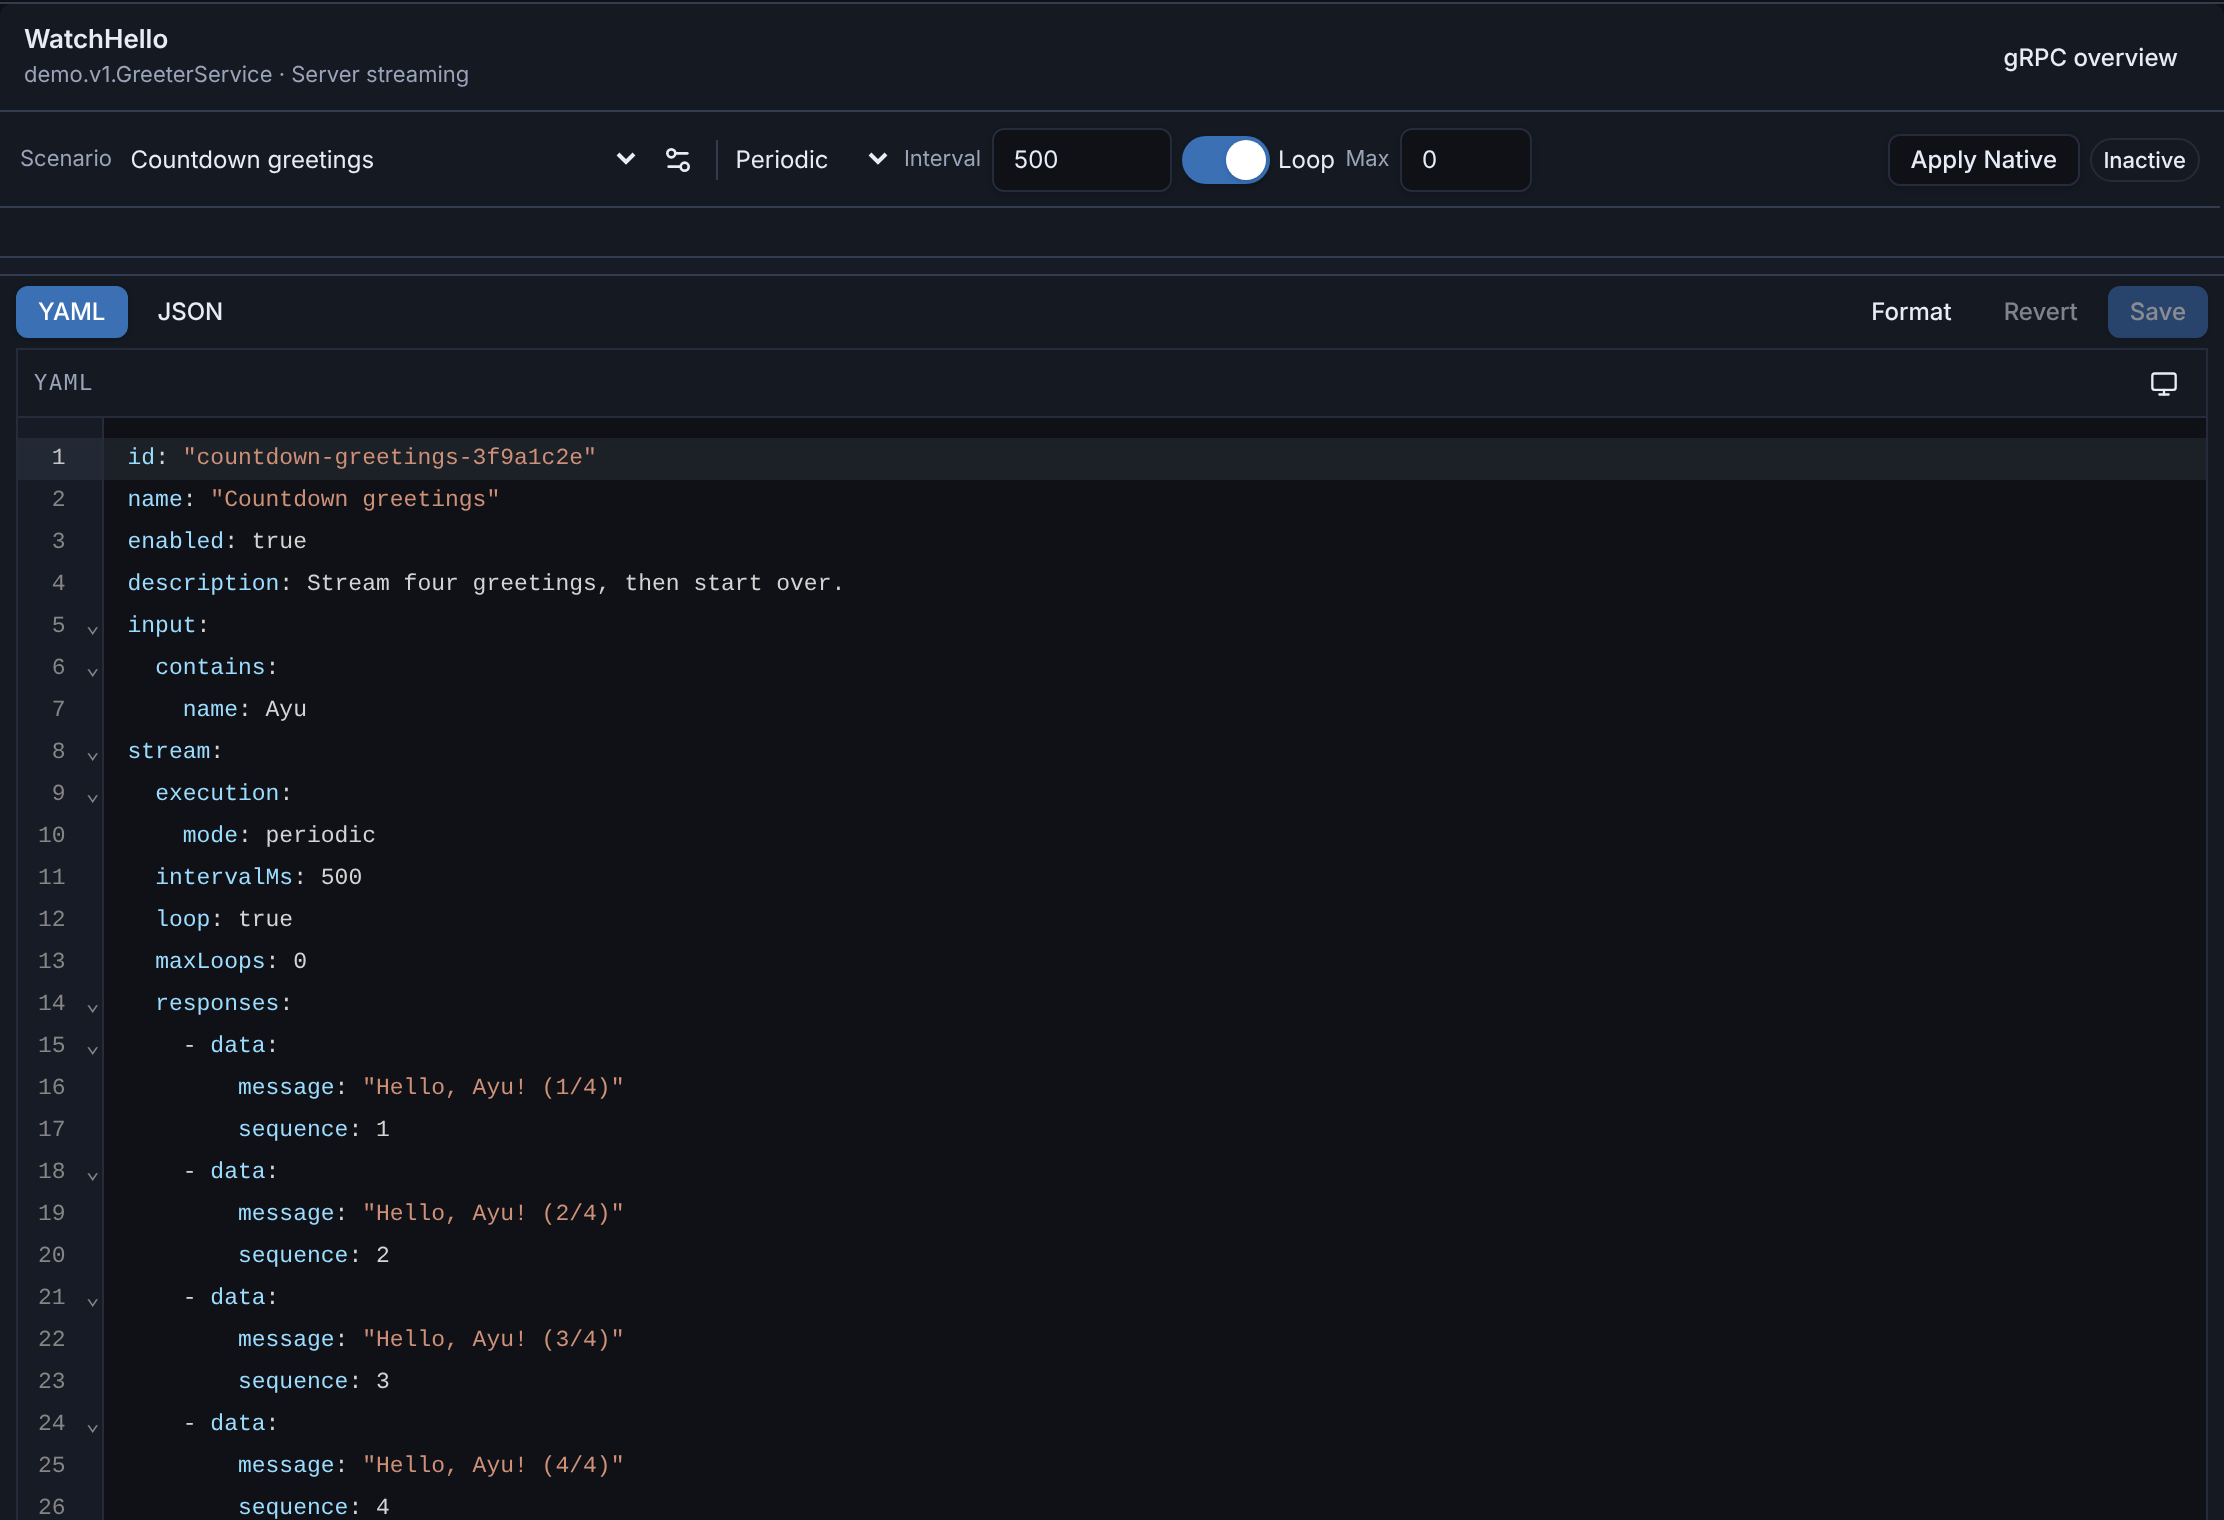 WatchHello
demo.v1.GreeterService · Server streaming
gRPC overview
Scenario Countdown greetings Periodic Interval 500 Loop Max 0 Apply Native Inactive
YAML JSON Format Revert Save
YAML
1 id: "countdown-greetings-3f9a1c2e"
2 name: "Countdown greetings"
3 enabled: true
4 description: Stream four greetings, then start over.
5 input:
6   contains:
7     name: Ayu
8 stream:
9   execution:
10     mode: periodic
11   intervalMs: 500
12   loop: true
13   maxLoops: 0
14   responses:
15     - data:
16         message: "Hello, Ayu! (1/4)"
17         sequence: 1
18     - data:
19         message: "Hello, Ayu! (2/4)"
20         sequence: 2
21     - data:
22         message: "Hello, Ayu! (3/4)"
23         sequence: 3
24     - data:
25         message: "Hello, Ayu! (4/4)"
26         sequence: 4